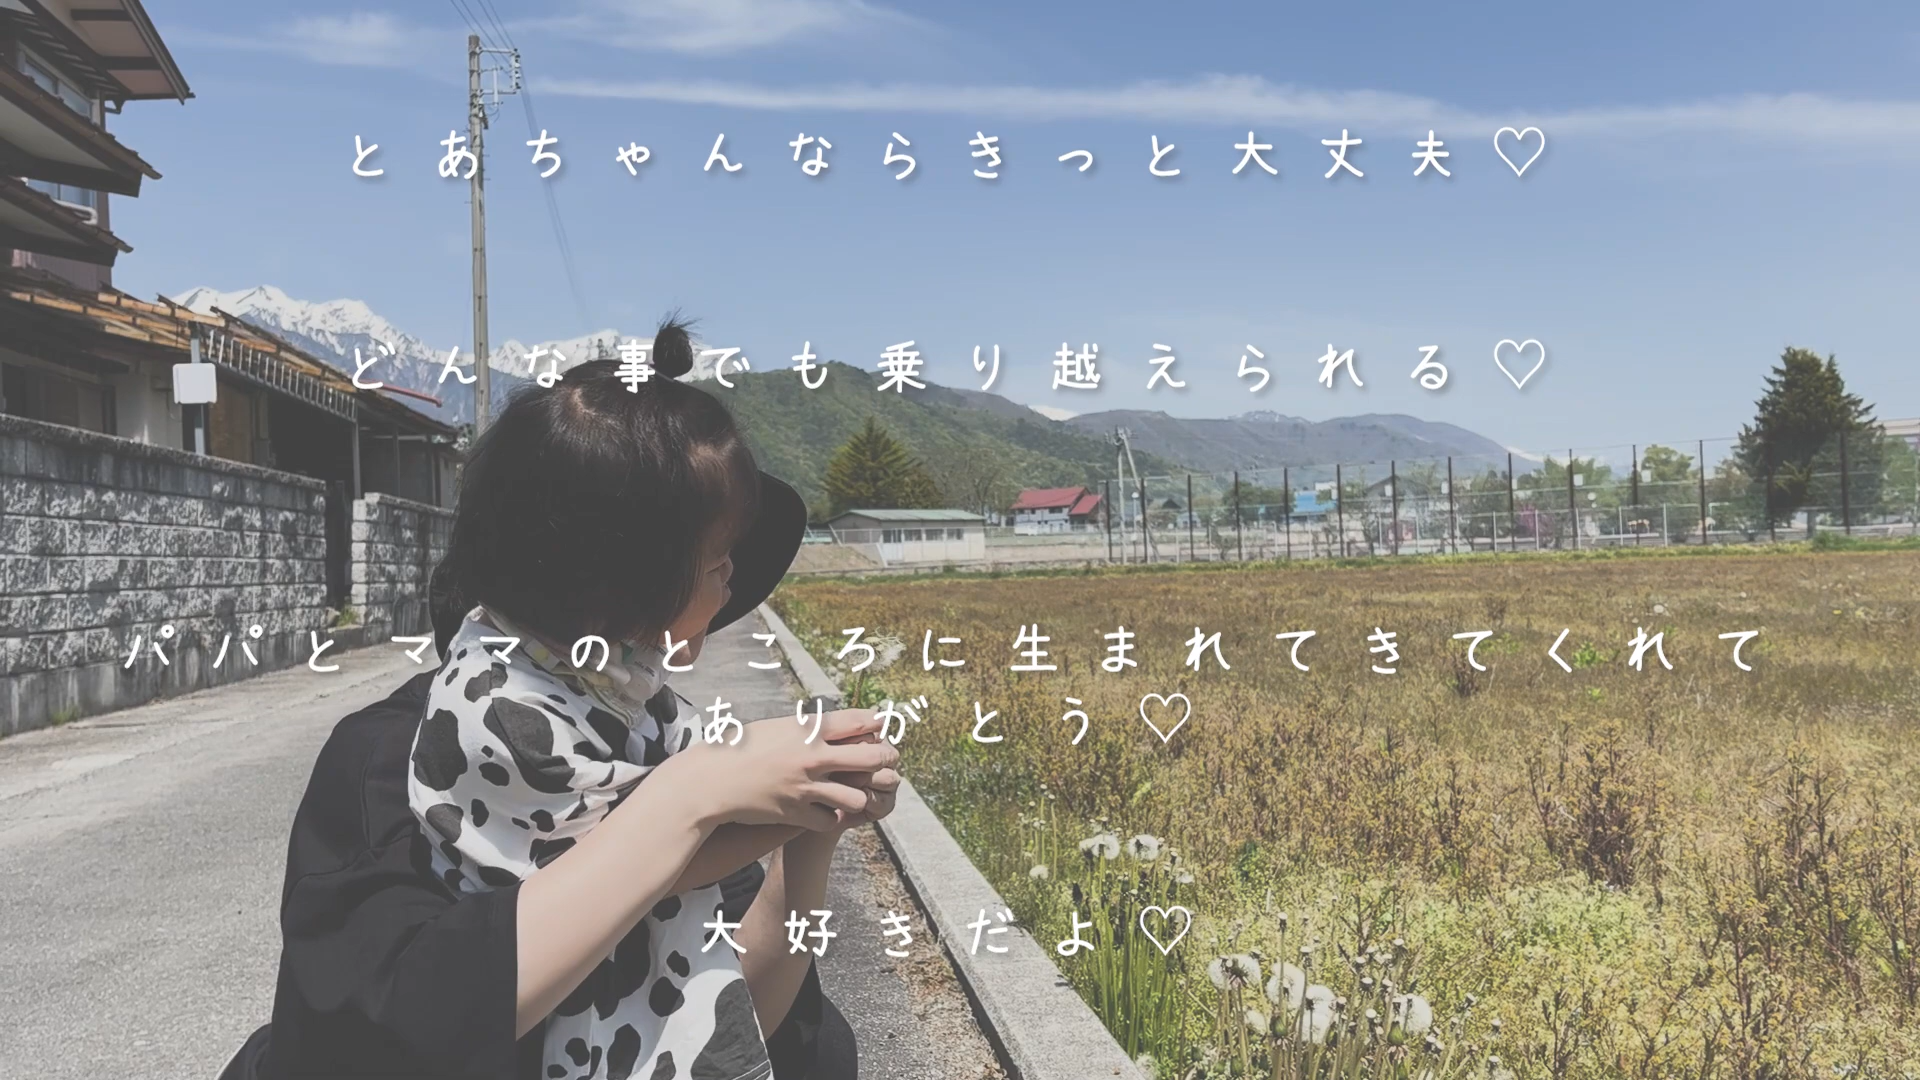 とあちゃんならきっと大丈夫♡
どんな事でも乗り越えられる♡
パパとママのところに生まれてきてくれて
ありがとう♡
大好きだよ♡